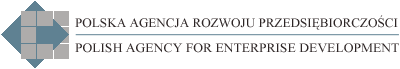 POLSKA AGENCJA ROZWOJU PRZEDSIĘBIORCZOŚCI
POLISH AGENCY FOR ENTERPRISE DEVELOPMENT